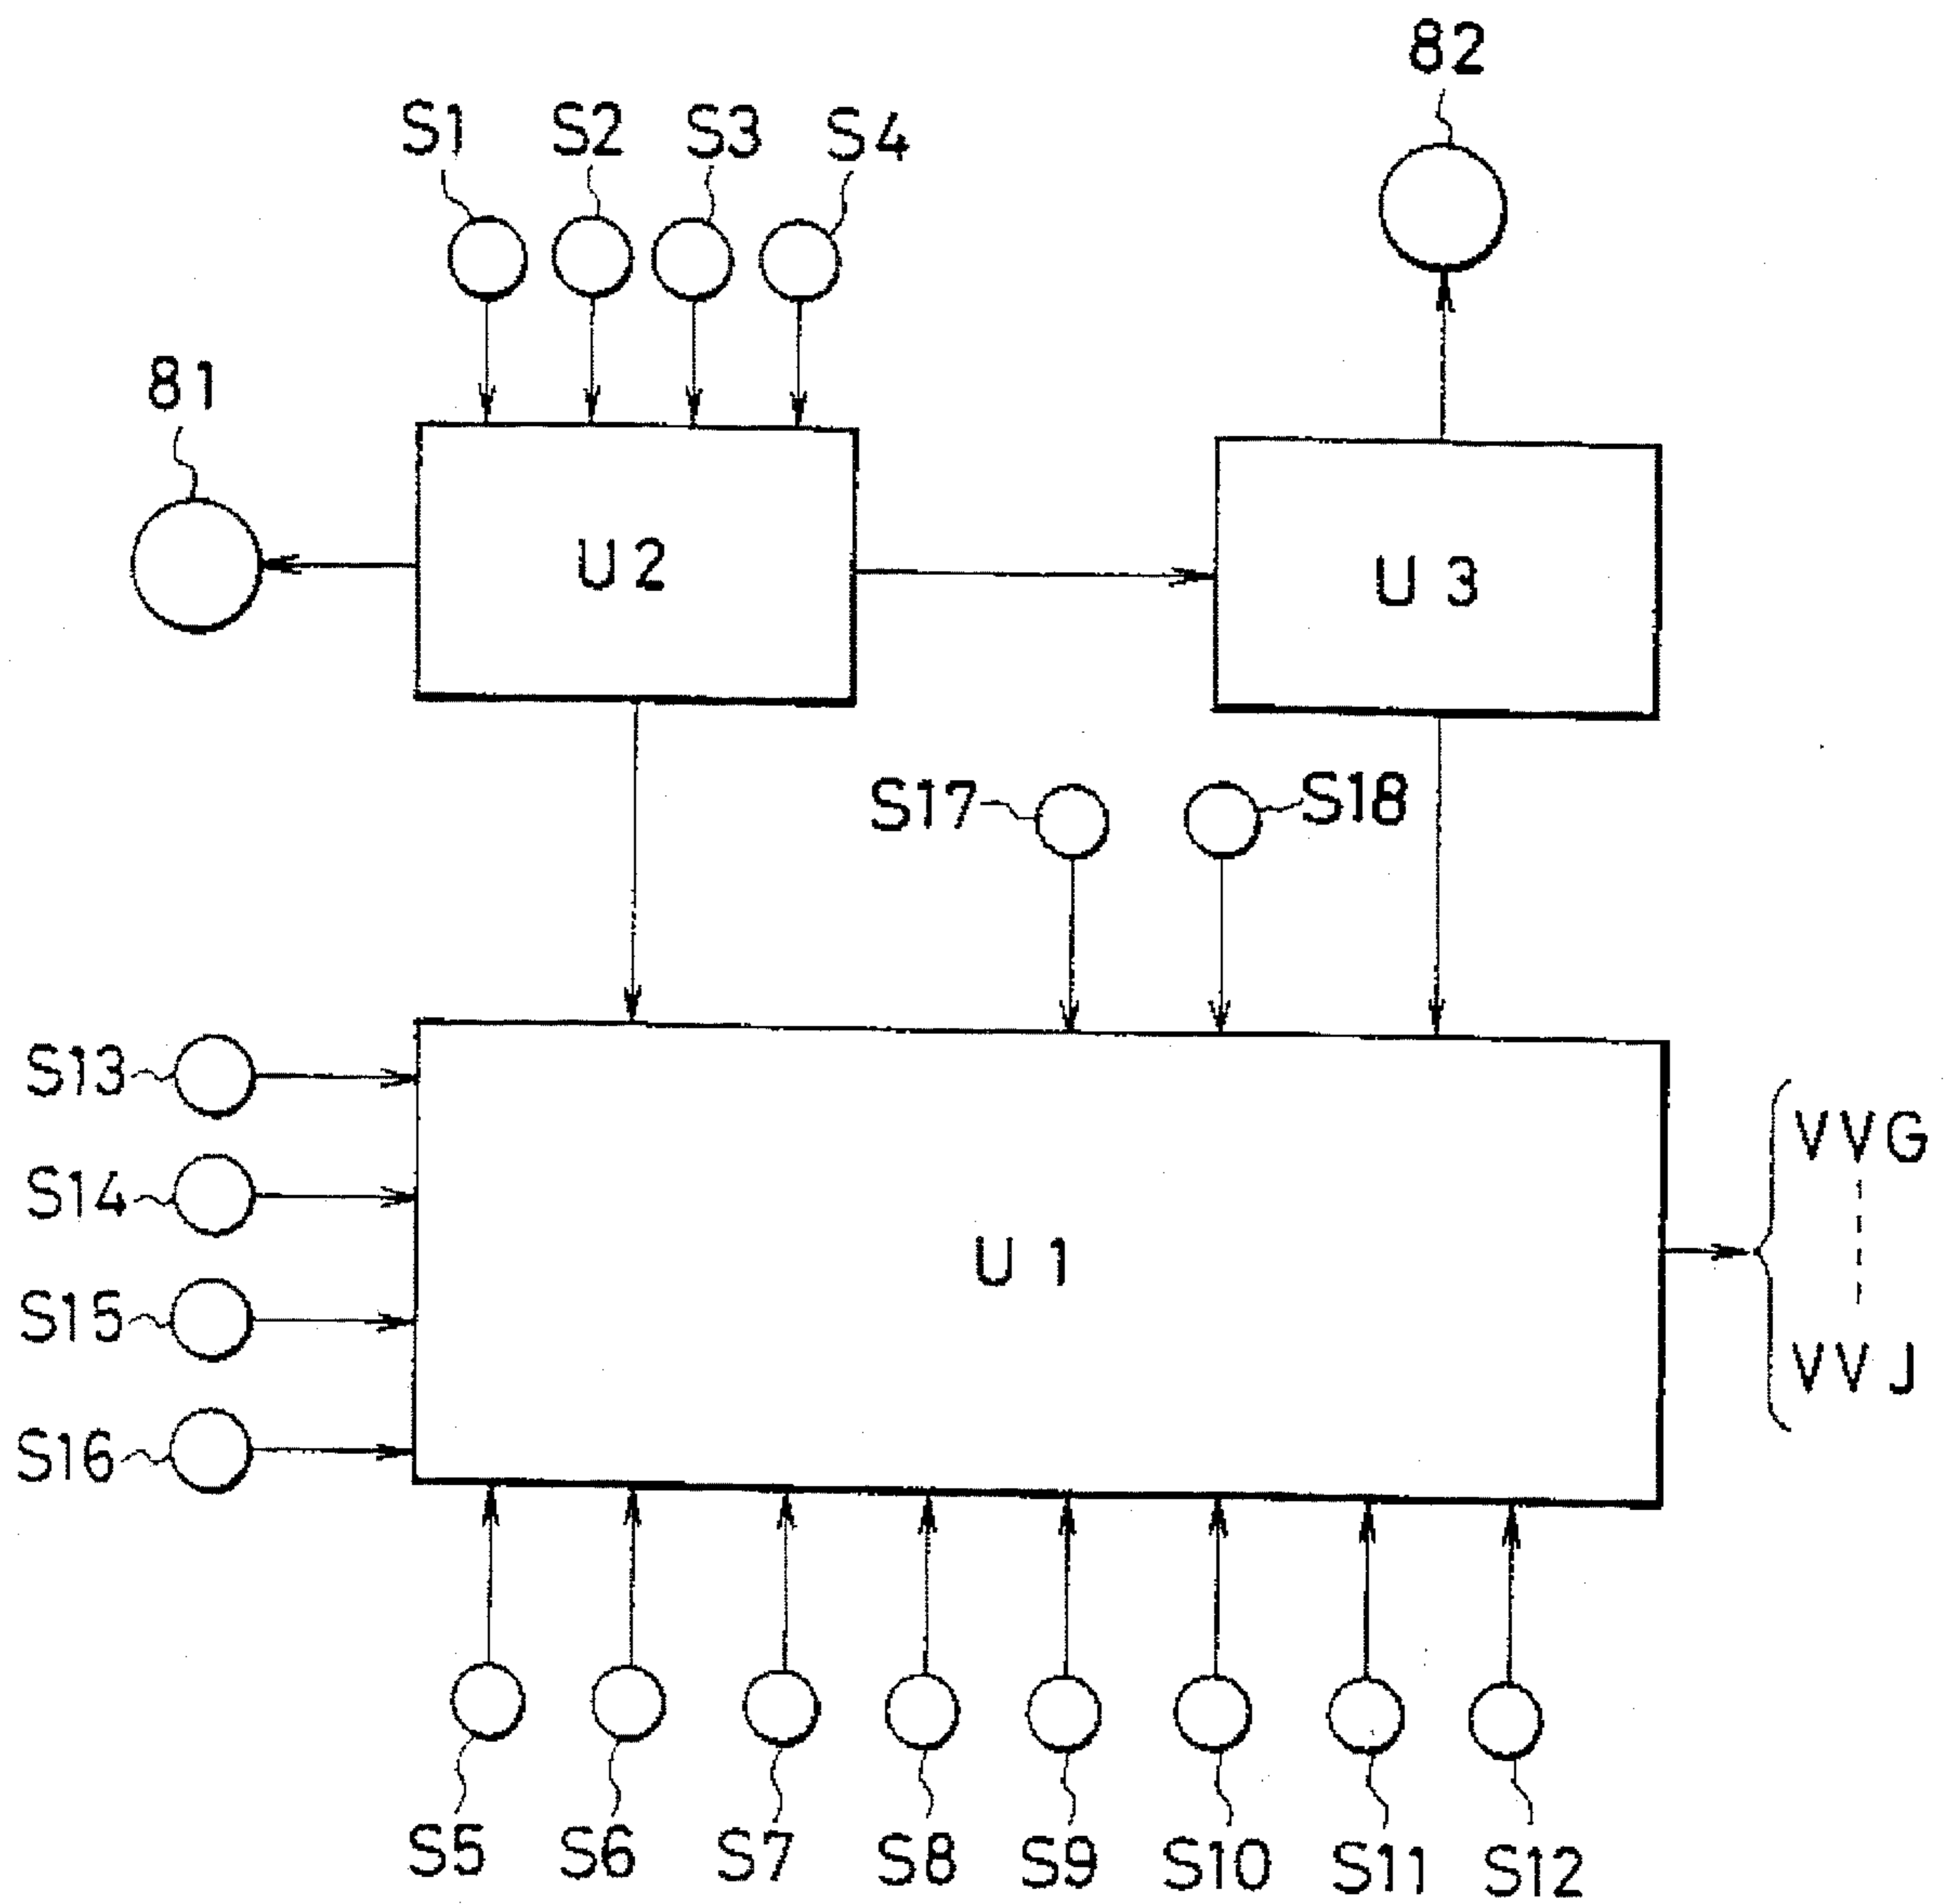 82
S1 S2 S3 S4
81
U2
U3
S17
S18
S13
S14
S15
S16
U1
VVG
VVJ
S5 S6 S7 S8 S9 S10 S11 S12